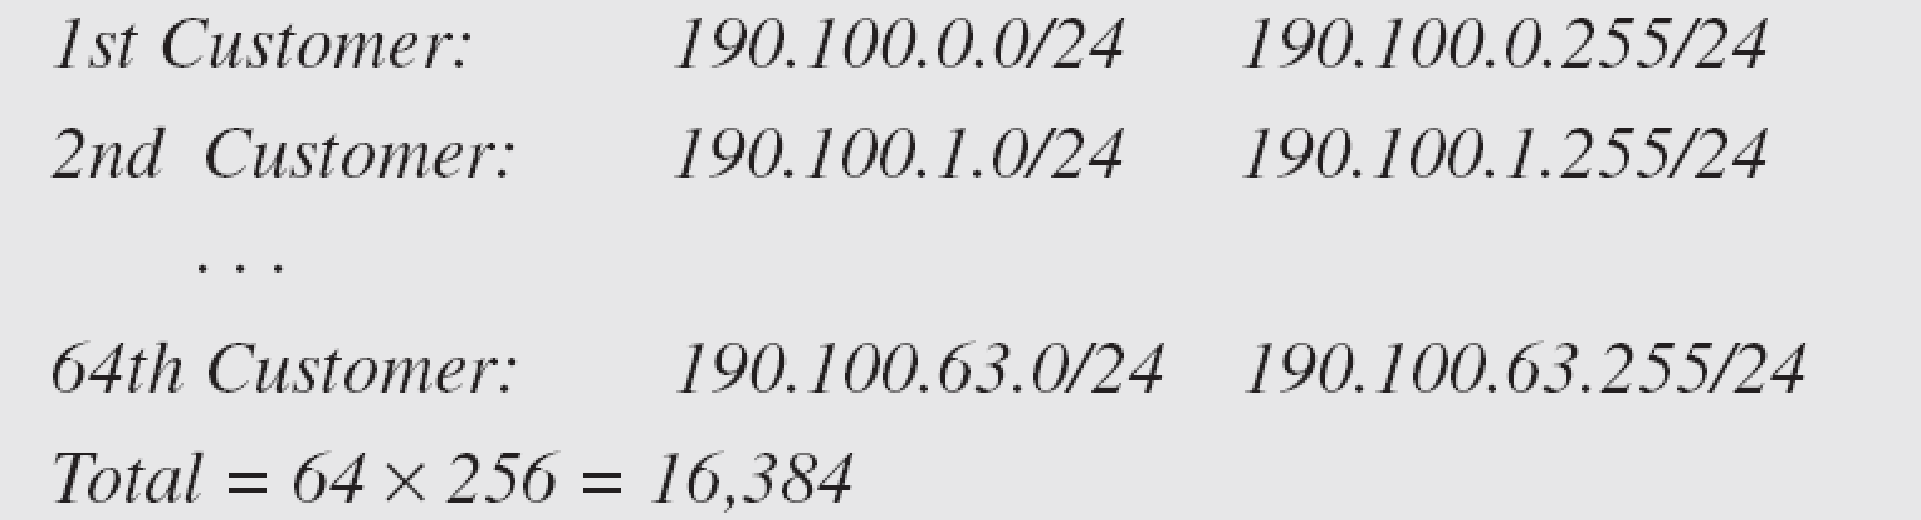 1st Customer: 190.100.0.0/24 190.100.0.255/24
2nd Customer: 190.100.1.0/24 190.100.1.255/24
. . .
64th Customer: 190.100.63.0/24 190.100.63.255/24
Total = 64 × 256 = 16,384